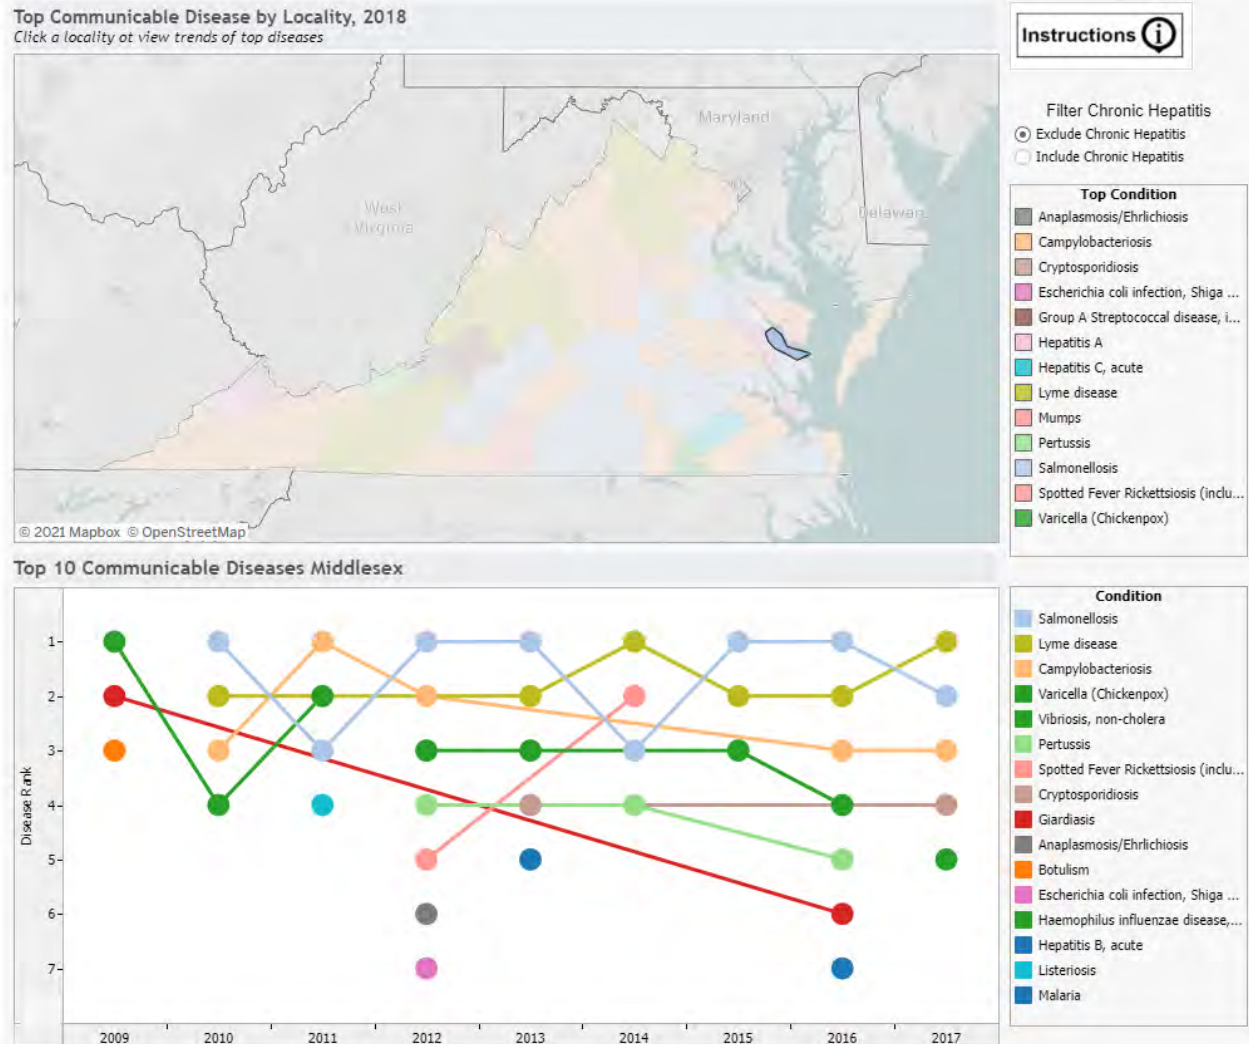 Top Communicable Disease by Locality, 2018
Click a locality ot view trends of top diseases
Instructions
Filter Chronic Hepatitis
Exclude Chronic Hepatitis
Include Chronic Hepatitis
Maryland
West
Virginia
Delawar
Top Condition
Anaplasmosis/Ehrlichiosis
Campylobacteriosis
Cryptosporidiosis
Escherichia coli infection, Shiga ...
Group A Streptococcal disease, i...
Hepatitis A
Hepatitis C, acute
Lyme disease
Mumps
Pertussis
Salmonellosis
Spotted Fever Rickettsiosis (inclu...
Varicella (Chickenpox)
© 2021 Mapbox © OpenStreetMap
Top 10 Communicable Diseases Middlesex
Disease Rank
1
2
3
4
5
6
7
2009 2010 2011 2012 2013 2014 2015 2016 2017
Condition
Salmonellosis
Lyme disease
Campylobacteriosis
Varicella (Chickenpox)
Vibriosis, non-cholera
Pertussis
Spotted Fever Rickettsiosis (inclu...
Cryptosporidiosis
Giardiasis
Anaplasmosis/Ehrlichiosis
Botulism
Escherichia coli infection, Shiga ...
Haemophilus influenzae disease,...
Hepatitis B, acute
Listeriosis
Malaria